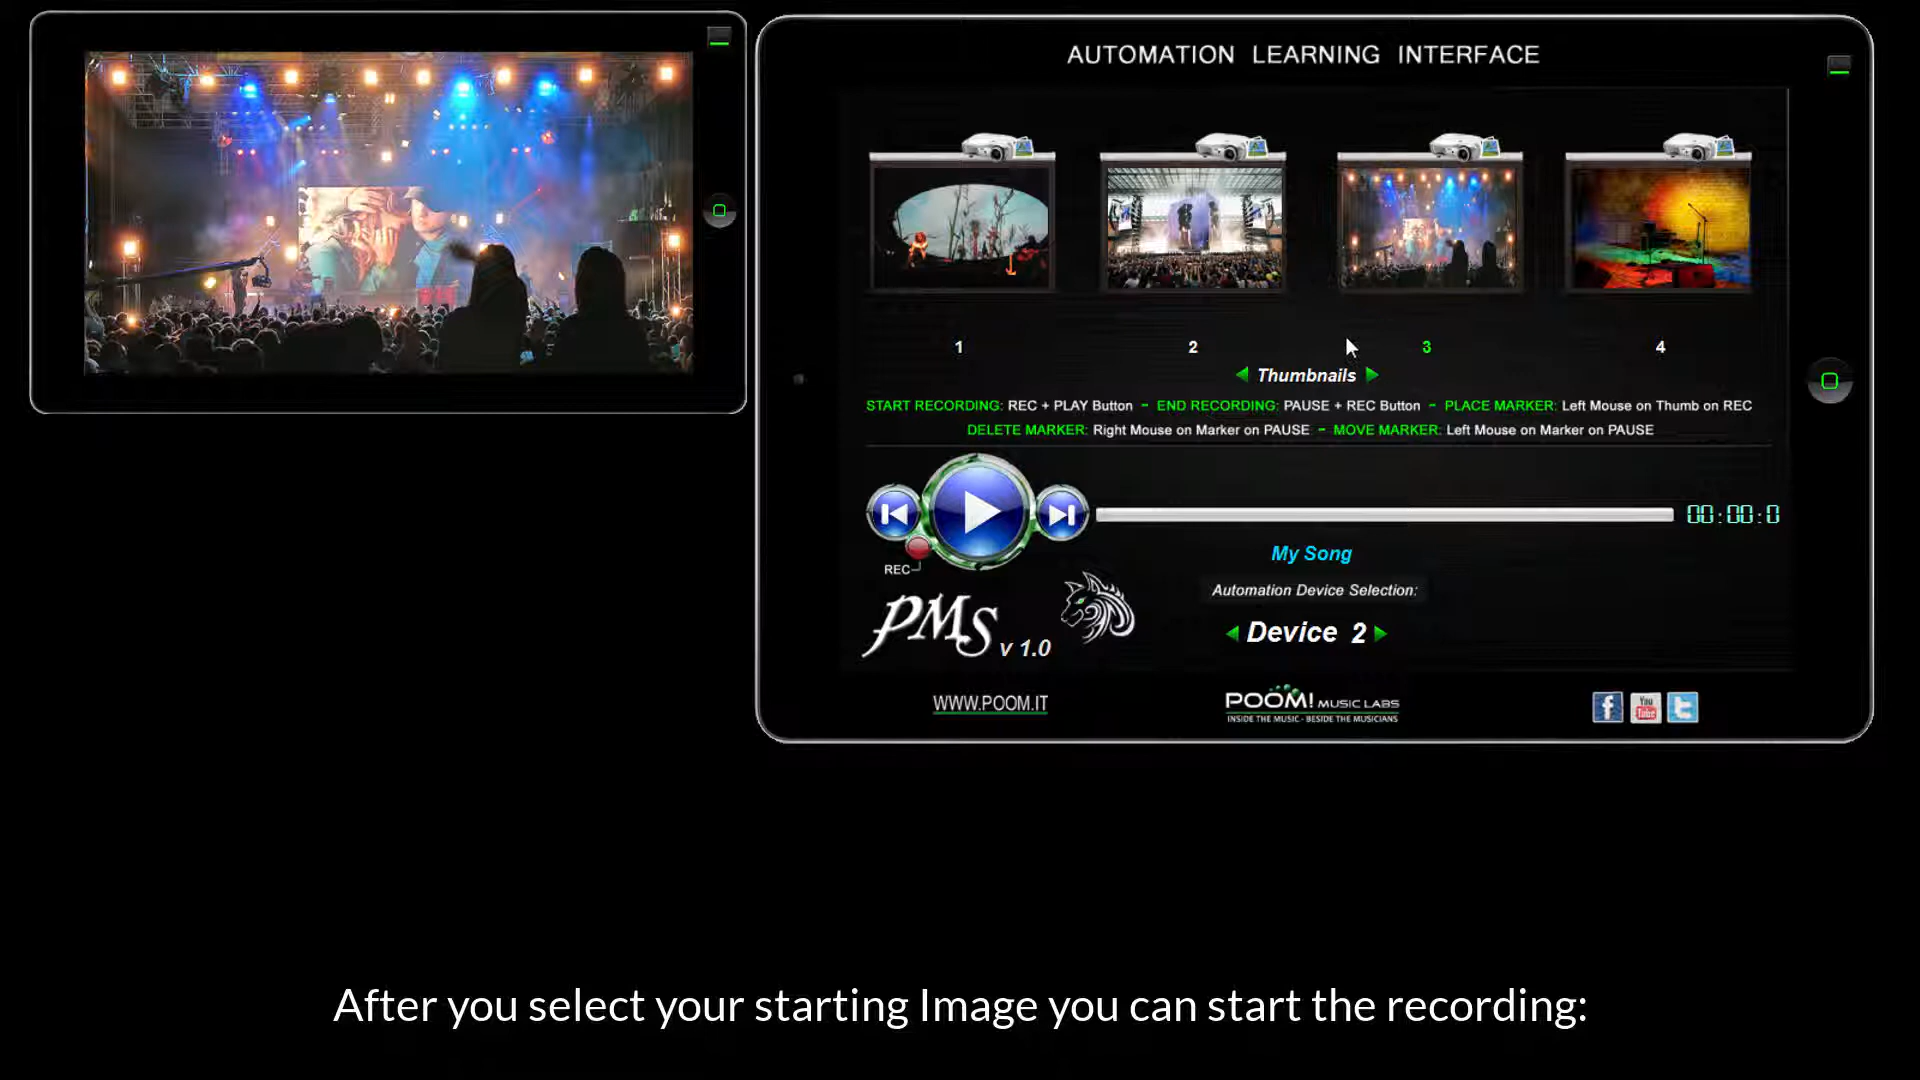 AUTOMATION LEARNING INTERFACE
1 2 3 4
Thumbnails
START RECORDING: REC + PLAY Button - END RECORDING: PAUSE + REC Button - PLACE MARKER: Left Mouse on Thumb on REC
DELETE MARKER: Right Mouse on Marker on PAUSE - MOVE MARKER: Left Mouse on Marker on PAUSE
00:00:0
My Song
REC
Automation Device Selection:
PMS v 1.0
Device 2
WWW.POOM.IT
POOM! MUSIC LABS
INSIDE THE MUSIC - BESIDE THE MUSICIANS
f You Tube t
After you select your starting Image you can start the recording: